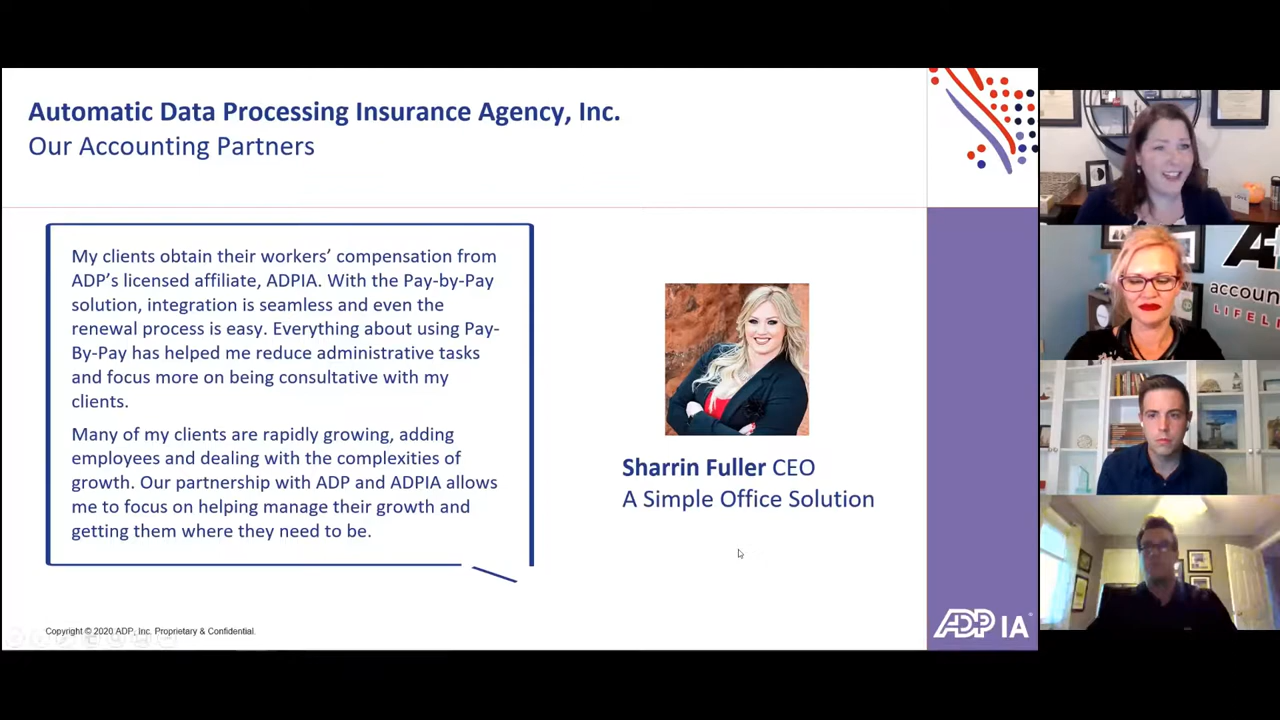 Automatic Data Processing Insurance Agency, Inc.
Our Accounting Partners
My clients obtain their workers’ compensation from
ADP’s licensed affiliate, ADPIA. With the Pay-by-Pay
solution, integration is seamless and even the
renewal process is easy. Everything about using Pay-
By-Pay has helped me reduce administrative tasks
and focus more on being consultative with my
clients.
Many of my clients are rapidly growing, adding
employees and dealing with the complexities of
growth. Our partnership with ADP and ADPIA allows
me to focus on helping manage their growth and
getting them where they need to be.
Sharrin Fuller CEO
A Simple Office Solution
Copyright © 2020 ADP, Inc. Proprietary & Confidential.
ADP IA
accoun
LIFELI